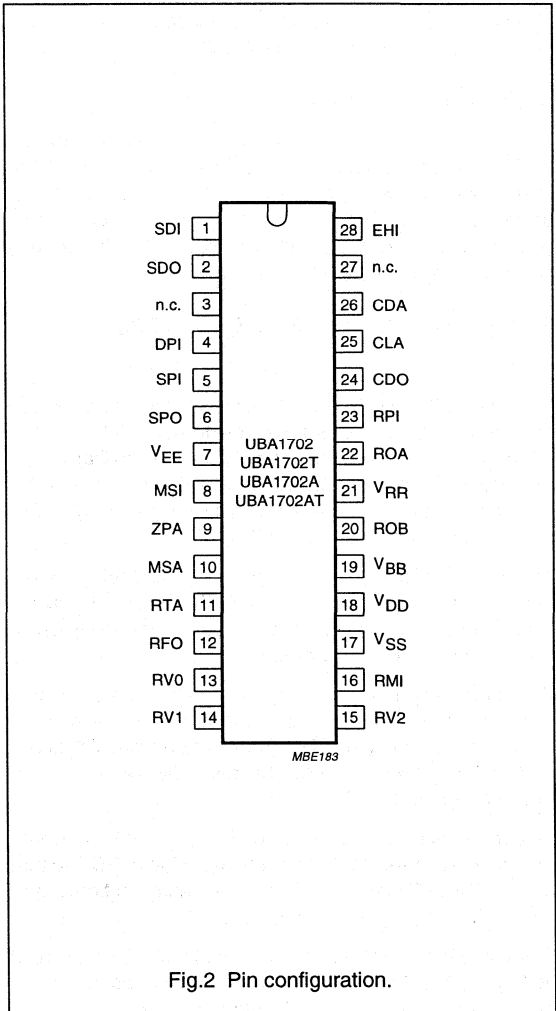 SDI 1
SDO 2
n.c. 3
DPI 4
SPI 5
SPO 6
VEE 7
MSI 8
ZPA 9
MSA 10
RTA 11
RFO 12
RV0 13
RV1 14
UBA1702
UBA1702T
UBA1702A
UBA1702AT
28 EHI
27 n.c.
26 CDA
25 CLA
24 CDO
23 RPI
22 ROA
21 VRR
20 ROB
19 VBB
18 VDD
17 VSS
16 RMI
15 RV2
MBE183
Fig.2 Pin configuration.